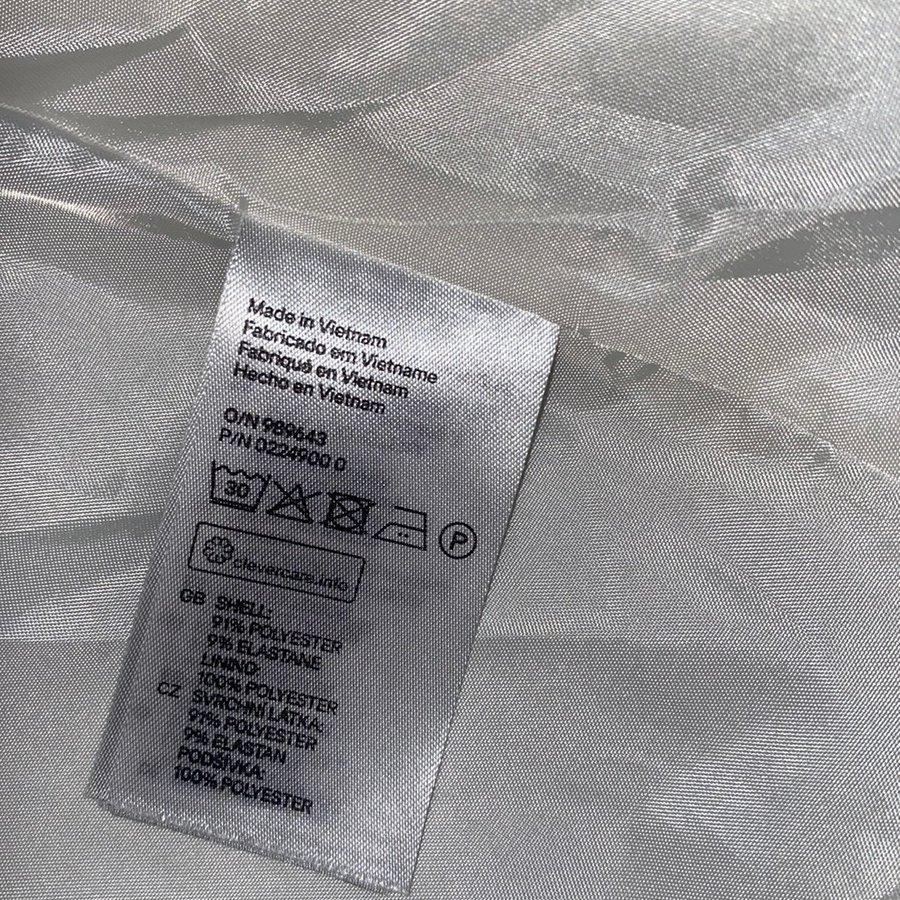 Made in Vietnam
Fabricado em Vietname
Fabriqué en Vietnam
Hecho en Vietnam
O/N 989643
P/N 0224900 0
30
P
clevercare.info
GB SHELL:
91% POLYESTER
9% ELASTANE
LINING:
100% POLYESTER
CZ SVRCHNÍ LÁTKA:
91% POLYESTER
9% ELASTAN
PODŠÍVKA:
100% POLYESTER